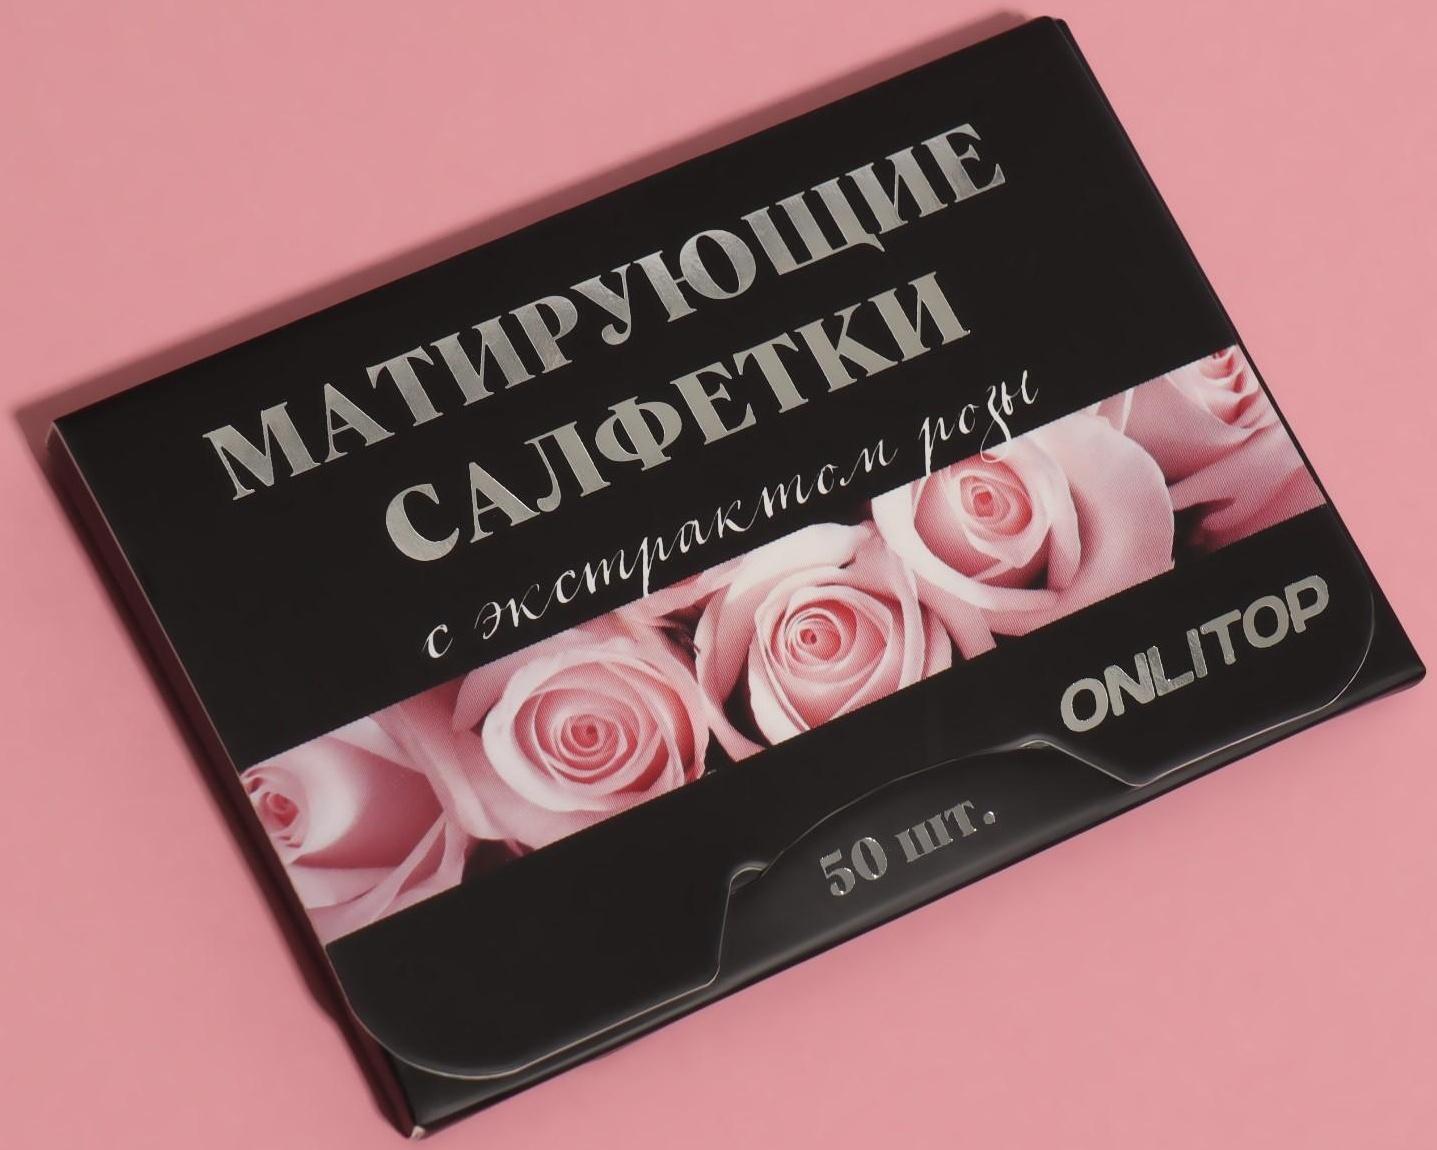 МАТИРУЮЩИЕ
САЛФЕТКИ
с экстрактом розы
ONLITOP
50 шт.